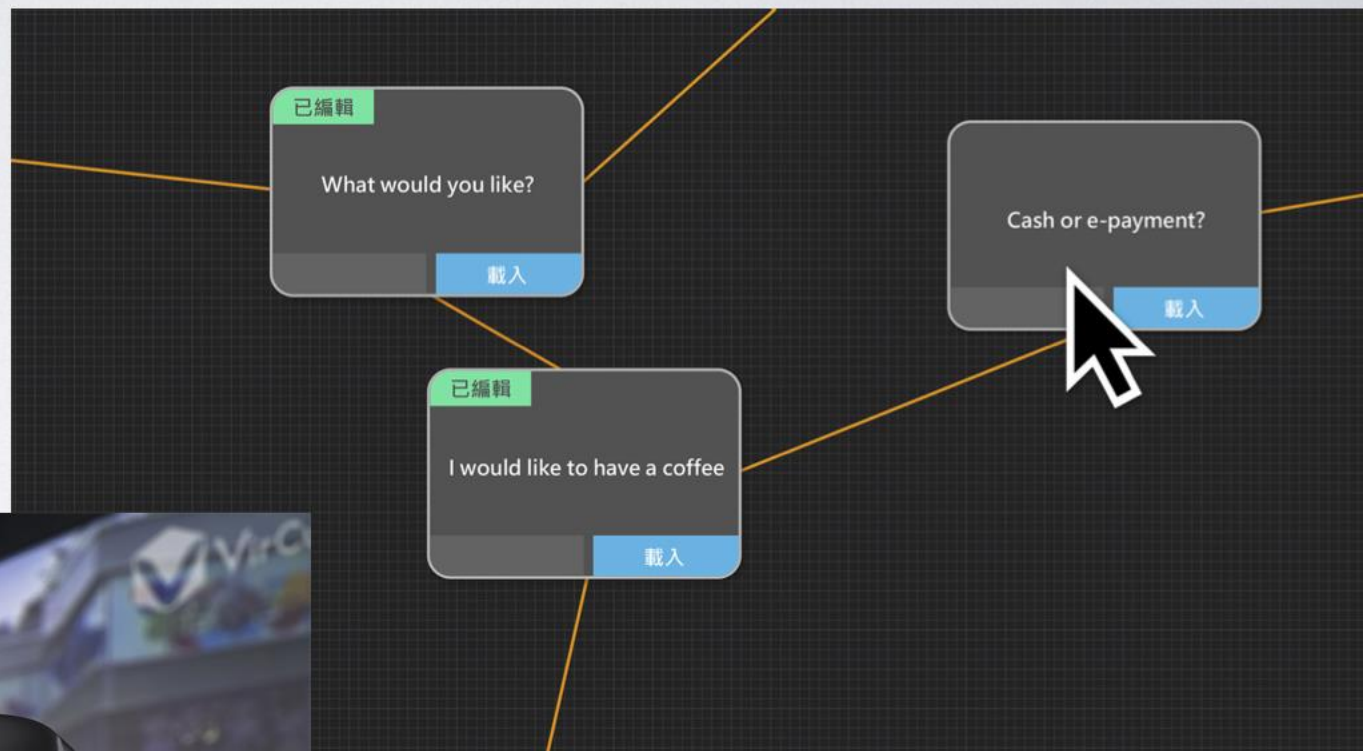 已編輯
What would you like?
載入
Cash or e-payment?
載入
已編輯
I would like to have a coffee
載入